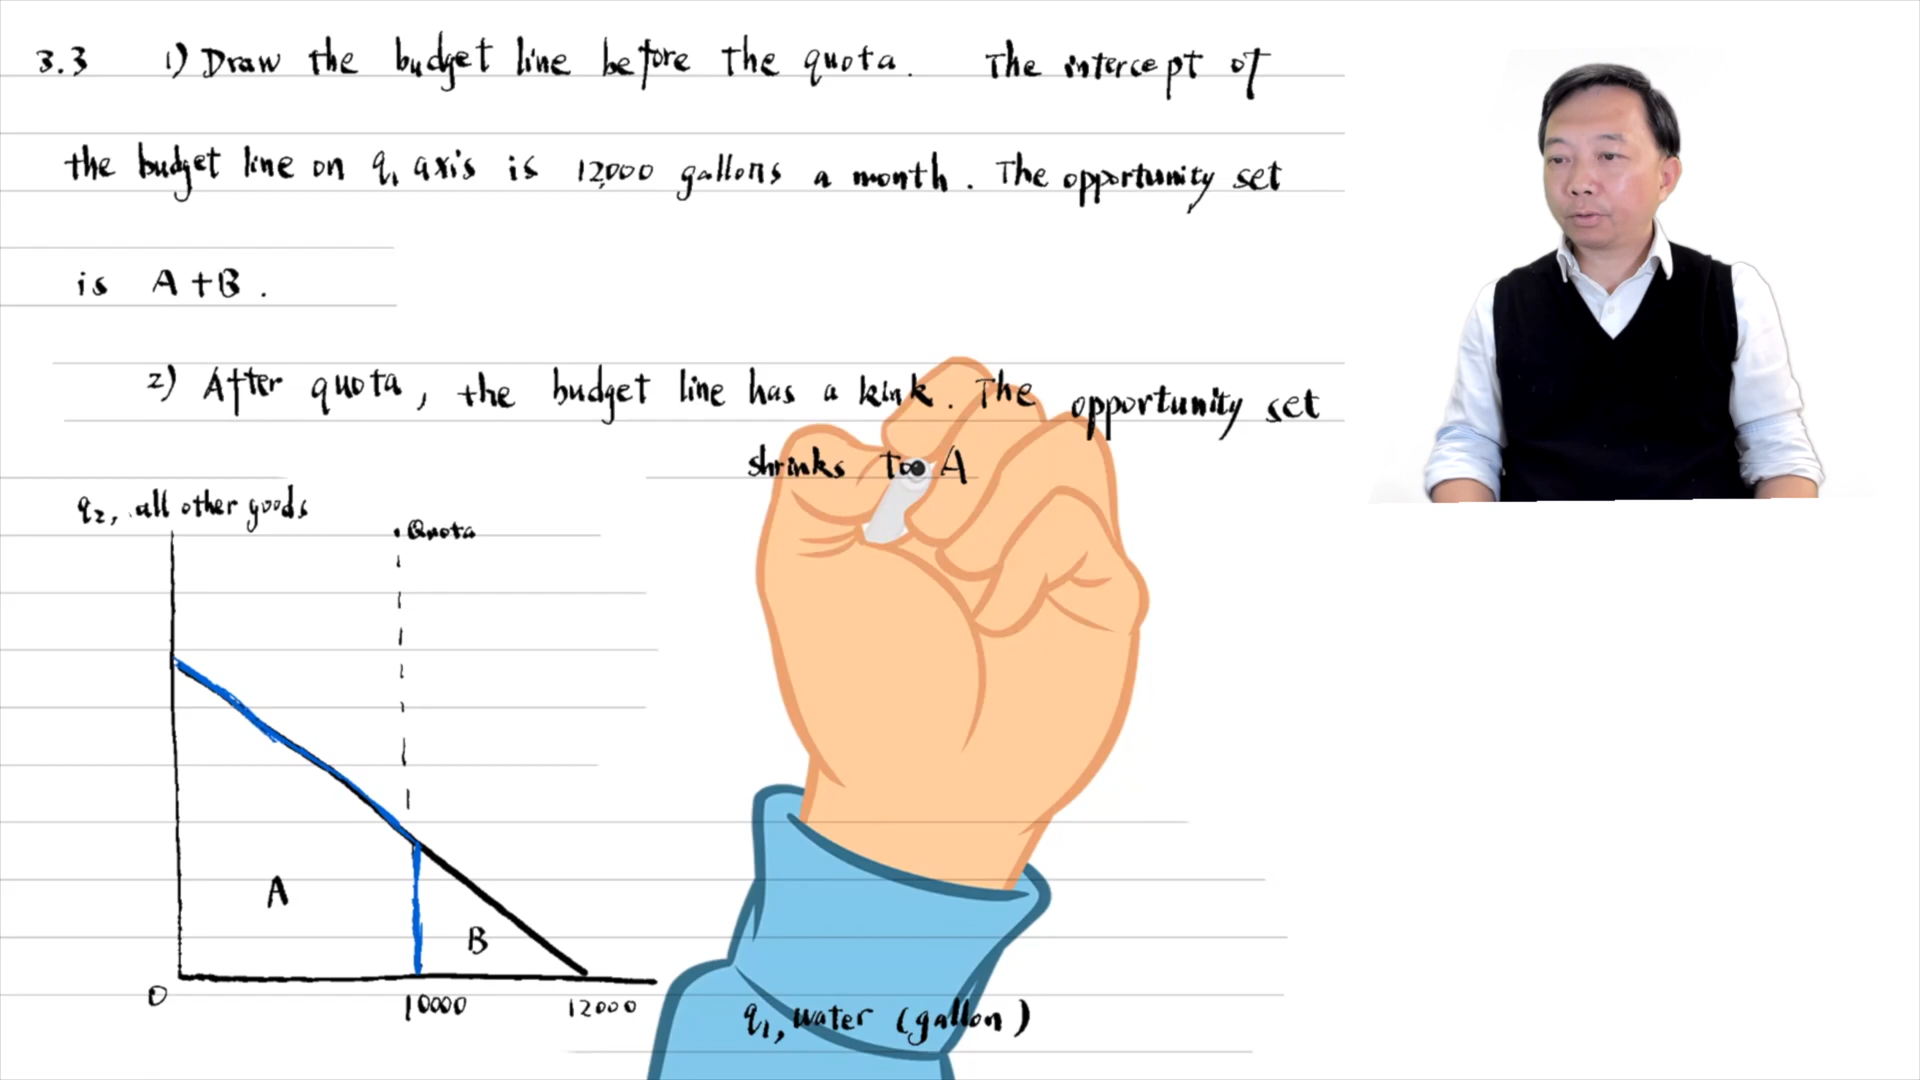 3.3 1) Draw the budget line before the quota. The intercept of
the budget line on q1 axis is 12,000 gallons a month. The opportunity set
is A+B.
2) After quota, the budget line has a kink. The opportunity set
shrinks to A
q2, all other goods
Quota
A
B
0
10000
12000
q1, water (gallon)